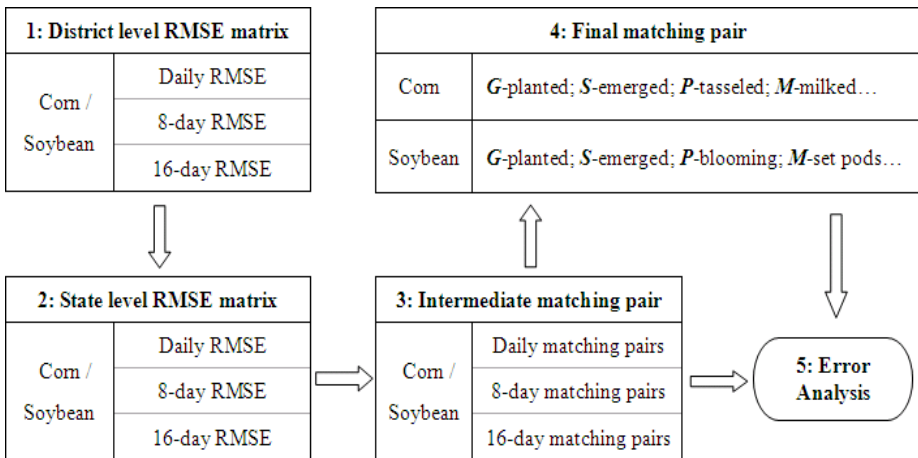 1: District level RMSE matrix
Corn /
Soybean
Daily RMSE
8-day RMSE
16-day RMSE
4: Final matching pair
Corn
G-planted; S-emerged; P-tasseled; M-milked…
Soybean
G-planted; S-emerged; P-blooming; M-set pods…
2: State level RMSE matrix
Corn /
Soybean
Daily RMSE
8-day RMSE
16-day RMSE
3: Intermediate matching pair
Corn /
Soybean
Daily matching pairs
8-day matching pairs
16-day matching pairs
5: Error
Analysis